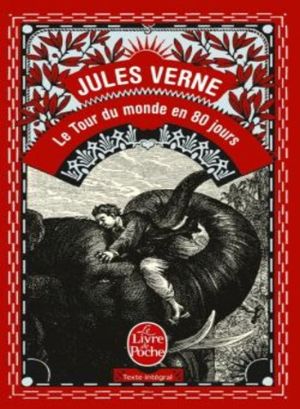 JULES VERNE
Le Tour du monde en 80 jours
Le
Livre
de
Poche
Texte intégral